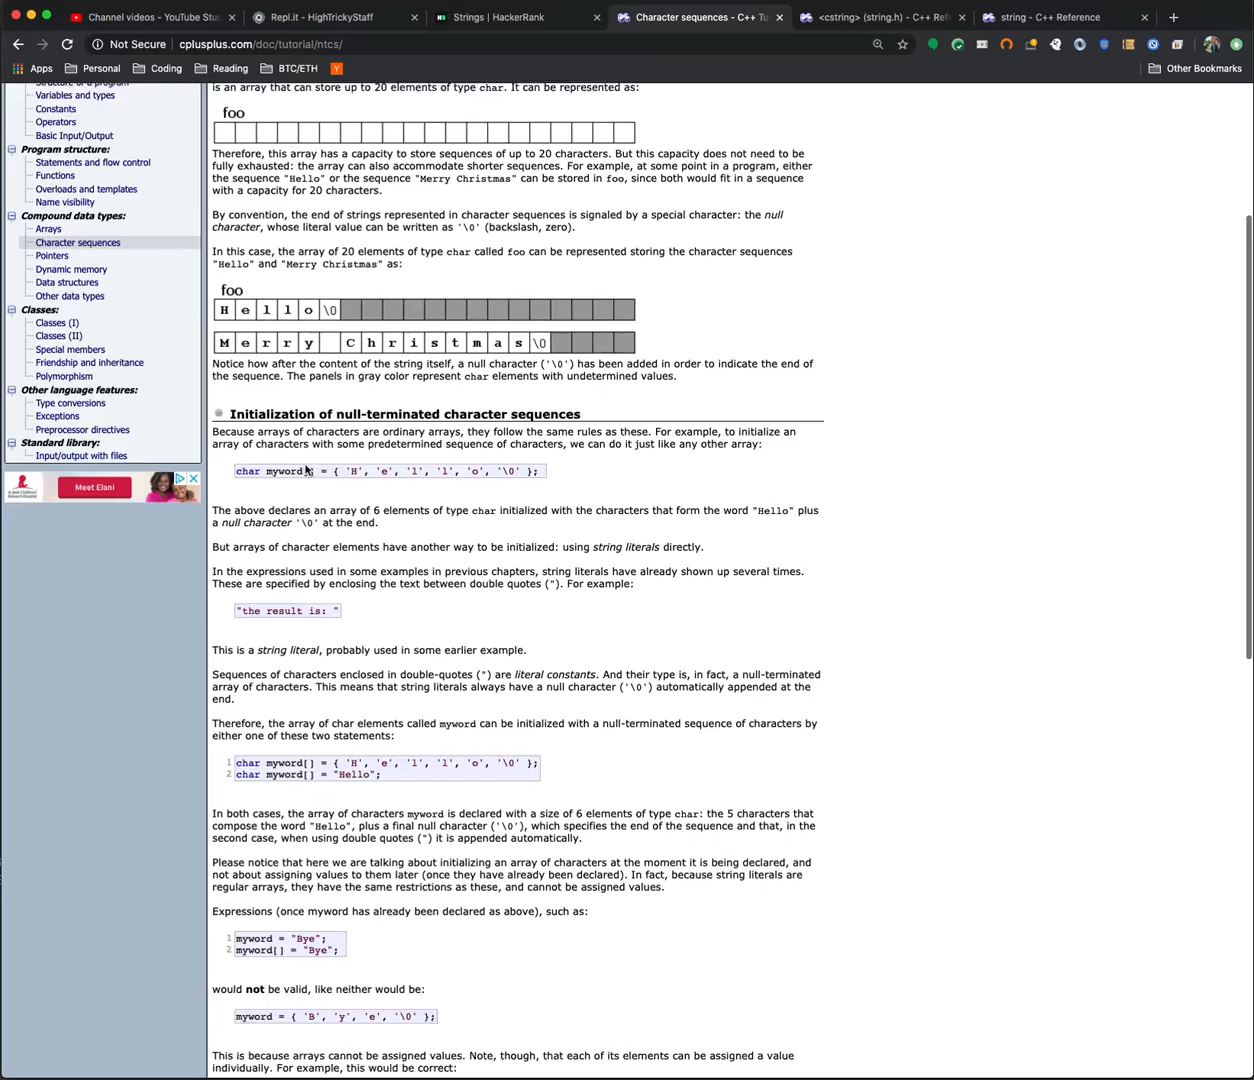 Channel videos - YouTube Stu
Repl.it - HighTrickyStaff
Strings | HackerRank
Character sequences - C++ Tu
<cstring> (string.h) - C++ Ref
string - C++ Reference
Not Secure | cplusplus.com/doc/tutorial/ntcs/
Apps Personal Coding Reading BTC/ETH Y Other Bookmarks
Structure of a program
Variables and types
Constants
Operators
Basic Input/Output
Program structure:
Statements and flow control
Functions
Overloads and templates
Name visibility
Compound data types:
Arrays
Character sequences
Pointers
Dynamic memory
Data structures
Other data types
Classes:
Classes (I)
Classes (II)
Special members
Friendship and inheritance
Polymorphism
Other language features:
Type conversions
Exceptions
Preprocessor directives
Standard library:
Input/output with files
Meet Elani
is an array that can store up to 20 elements of type char. It can be represented as:
foo
Therefore, this array has a capacity to store sequences of up to 20 characters. But this capacity does not need to be
fully exhausted: the array can also accommodate shorter sequences. For example, at some point in a program, either
the sequence "Hello" or the sequence "Merry Christmas" can be stored in foo, since both would fit in a sequence
with a capacity for 20 characters.
By convention, the end of strings represented in character sequences is signaled by a special character: the null
character, whose literal value can be written as '\0' (backslash, zero).
In this case, the array of 20 elements of type char called foo can be represented storing the character sequences
"Hello" and "Merry Christmas" as:
foo
H e l l o \0
M e r r y C h r i s t m a s \0
Notice how after the content of the string itself, a null character ('\0') has been added in order to indicate the end of
the sequence. The panels in gray color represent char elements with undetermined values.
Initialization of null-terminated character sequences
Because arrays of characters are ordinary arrays, they follow the same rules as these. For example, to initialize an
array of characters with some predetermined sequence of characters, we can do it just like any other array:
char myword[] = { 'H', 'e', 'l', 'l', 'o', '\0' };
The above declares an array of 6 elements of type char initialized with the characters that form the word "Hello" plus
a null character '\0' at the end.
But arrays of character elements have another way to be initialized: using string literals directly.
In the expressions used in some examples in previous chapters, string literals have already shown up several times.
These are specified by enclosing the text between double quotes ("). For example:
"the result is: "
This is a string literal, probably used in some earlier example.
Sequences of characters enclosed in double-quotes (") are literal constants. And their type is, in fact, a null-terminated
array of characters. This means that string literals always have a null character ('\0') automatically appended at the
end.
Therefore, the array of char elements called myword can be initialized with a null-terminated sequence of characters by
either one of these two statements:
1 char myword[] = { 'H', 'e', 'l', 'l', 'o', '\0' };
2 char myword[] = "Hello";
In both cases, the array of characters myword is declared with a size of 6 elements of type char: the 5 characters that
compose the word "Hello", plus a final null character ('\0'), which specifies the end of the sequence and that, in the
second case, when using double quotes (") it is appended automatically.
Please notice that here we are talking about initializing an array of characters at the moment it is being declared, and
not about assigning values to them later (once they have already been declared). In fact, because string literals are
regular arrays, they have the same restrictions as these, and cannot be assigned values.
Expressions (once myword has already been declared as above), such as:
1 myword = "Bye";
2 myword[] = "Bye";
would not be valid, like neither would be:
myword = { 'B', 'y', 'e', '\0' };
This is because arrays cannot be assigned values. Note, though, that each of its elements can be assigned a value
individually. For example, this would be correct: